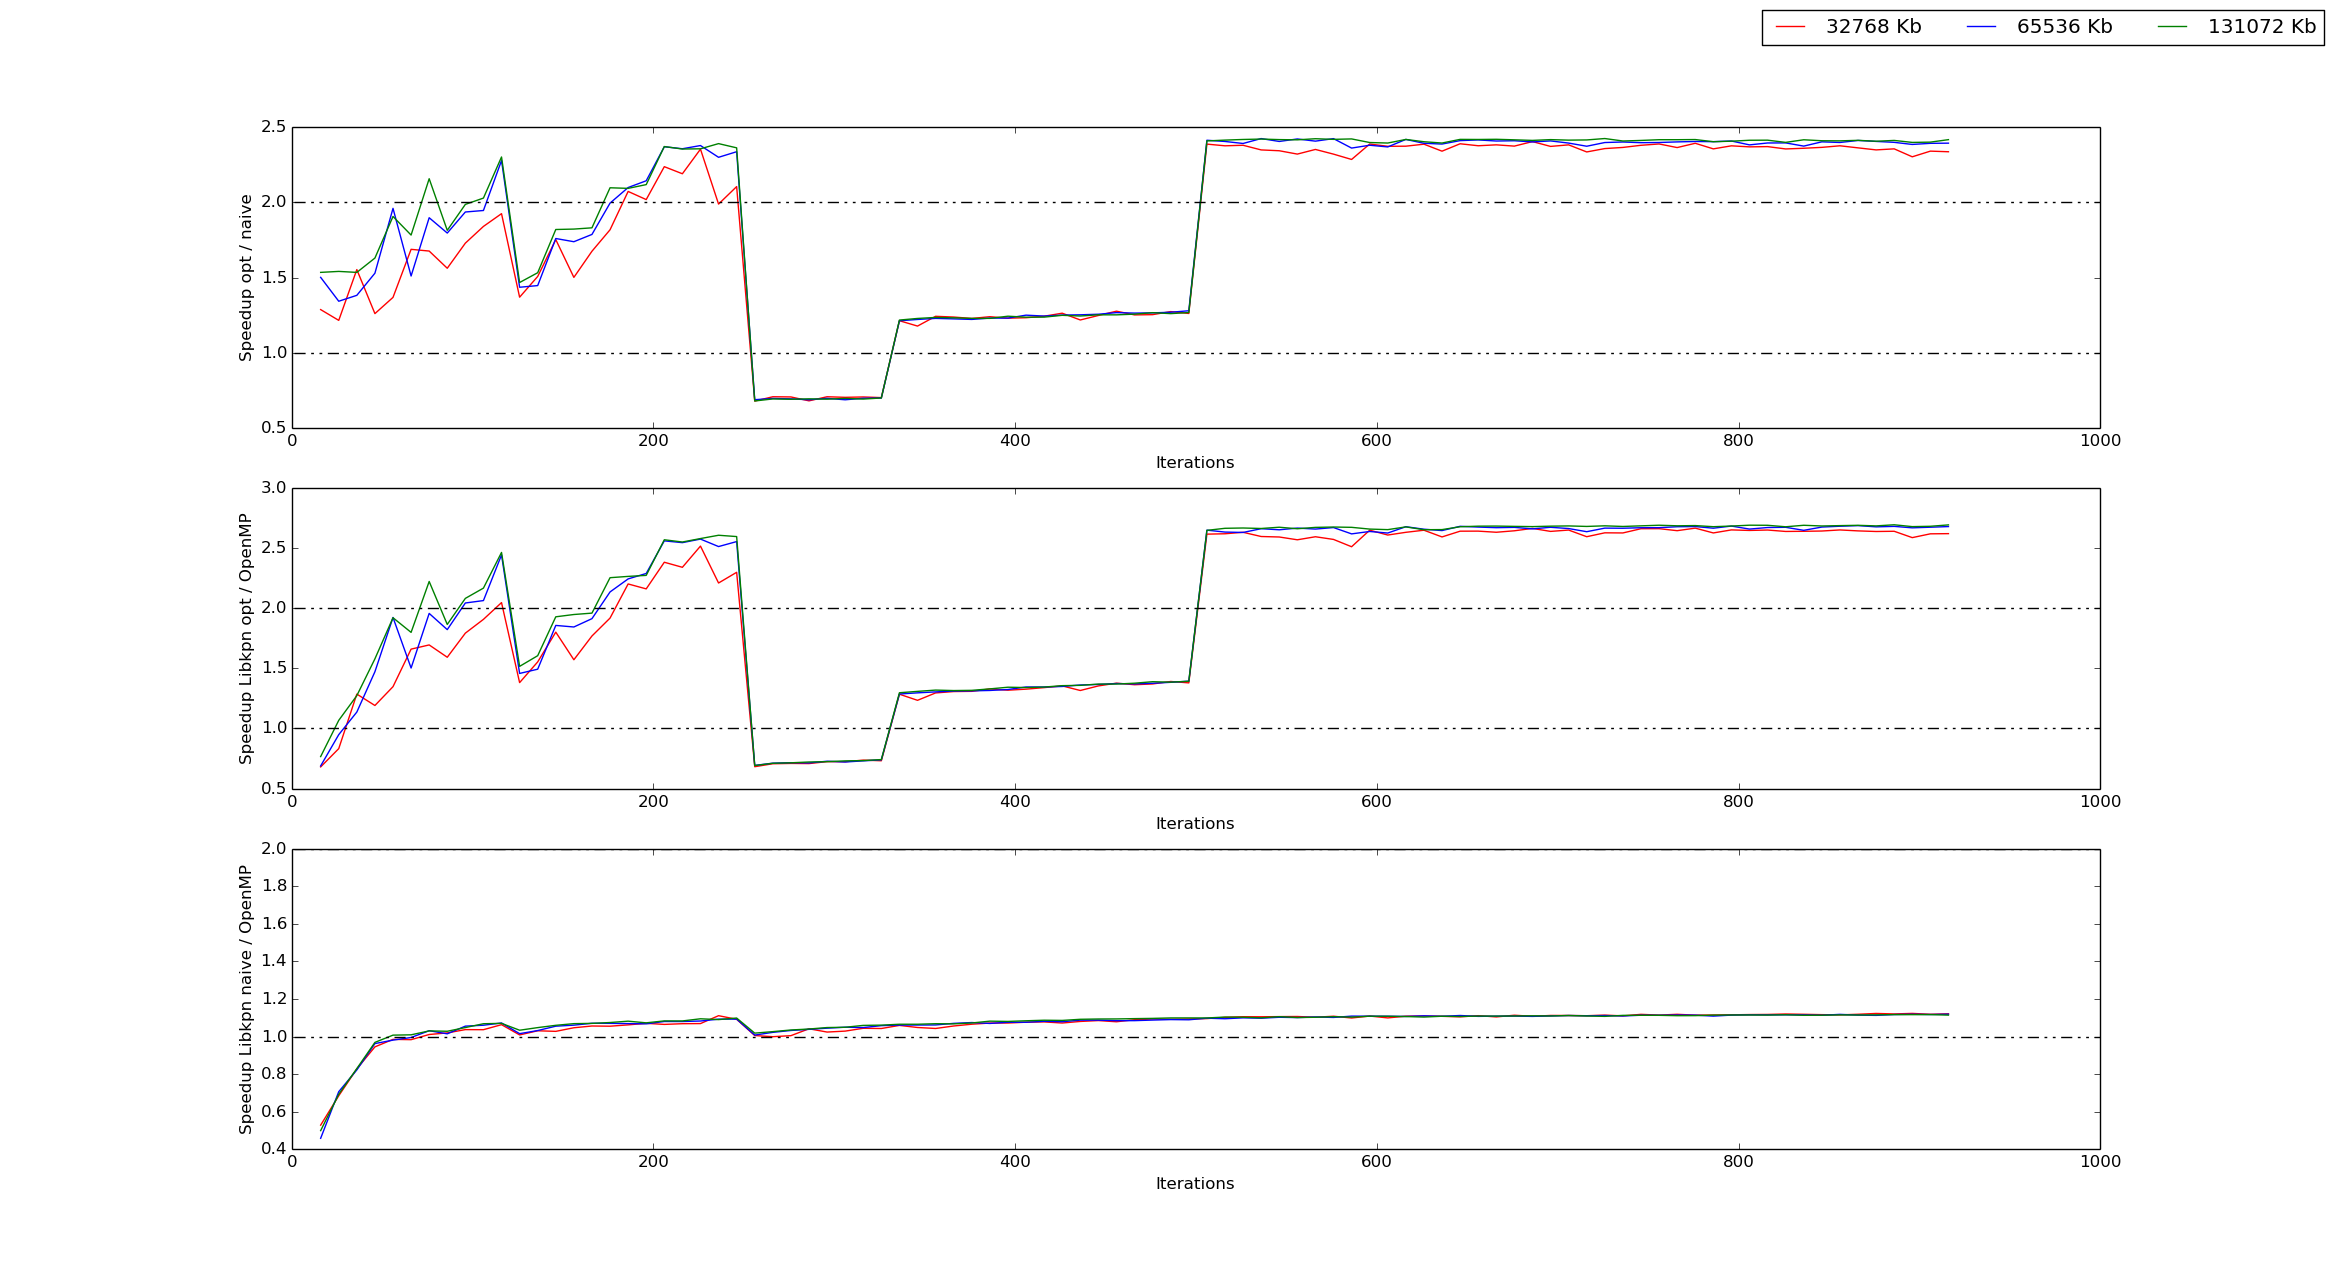 32768 Kb 65536 Kb 131072 Kb
Speedup opt / naive
2.5
2.0
1.5
1.0
0.5
0 200 400 600 800 1000
Iterations
Speedup Libkpn opt / OpenMP
3.0
2.5
2.0
1.5
1.0
0.5
0 200 400 600 800 1000
Iterations
Speedup Libkpn naive / OpenMP
2.0
1.8
1.6
1.4
1.2
1.0
0.8
0.6
0.4
0 200 400 600 800 1000
Iterations